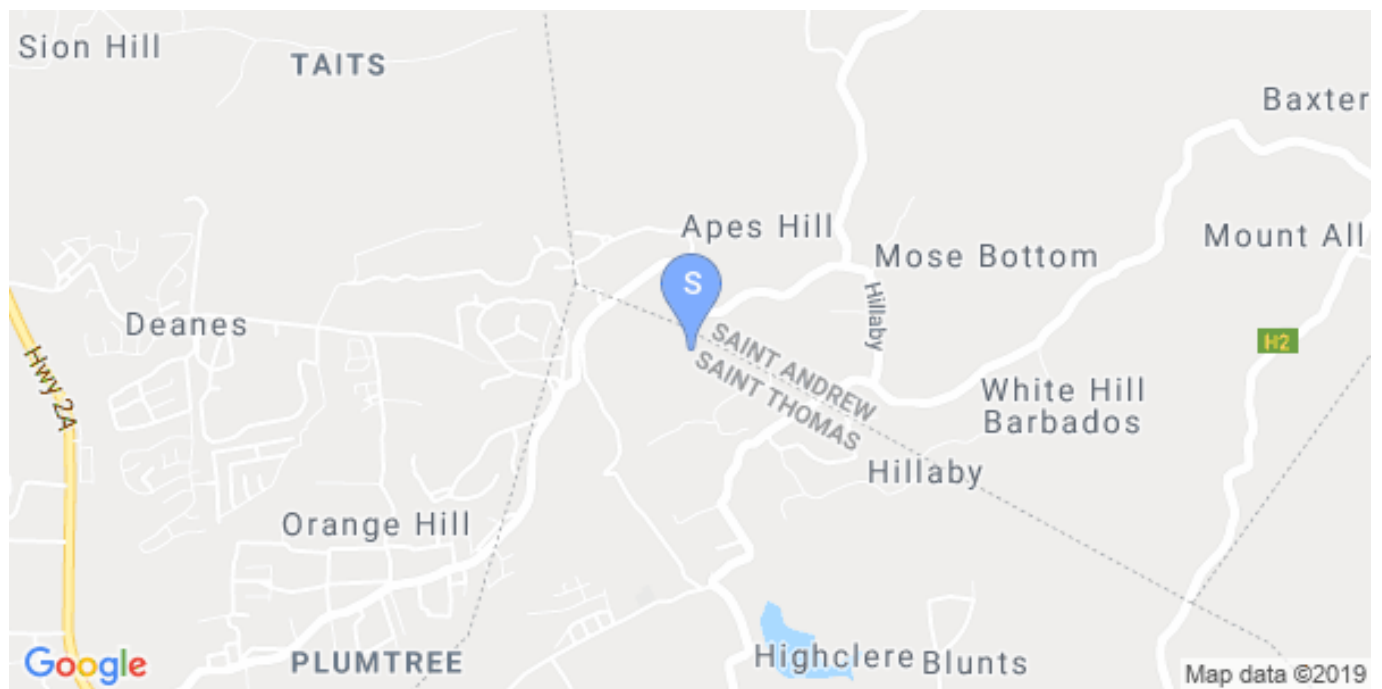 Sion Hill
TAITS
Baxter
Apes Hill
Mount All
Mose Bottom
S
Hillaby
Deanes
SAINT ANDREW
SAINT THOMAS
H2
Hwy 2A
White Hill
Barbados
Hillaby
Orange Hill
PLUMTREE
Highclere
Blunts
Google
Map data ©2019